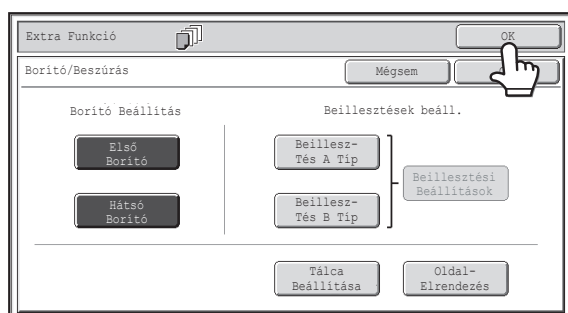 Extra Funkció
OK
Borító/Beszúrás
Mégsem
Borító Beállítás
Beillesztések beáll.
Első
Borító
Beillesz-
Tés A Típ
Beillesztési
Beállítások
Hátsó
Borító
Beillesz-
Tés B Típ
Tálca
Beállítása
Oldal-
Elrendezés